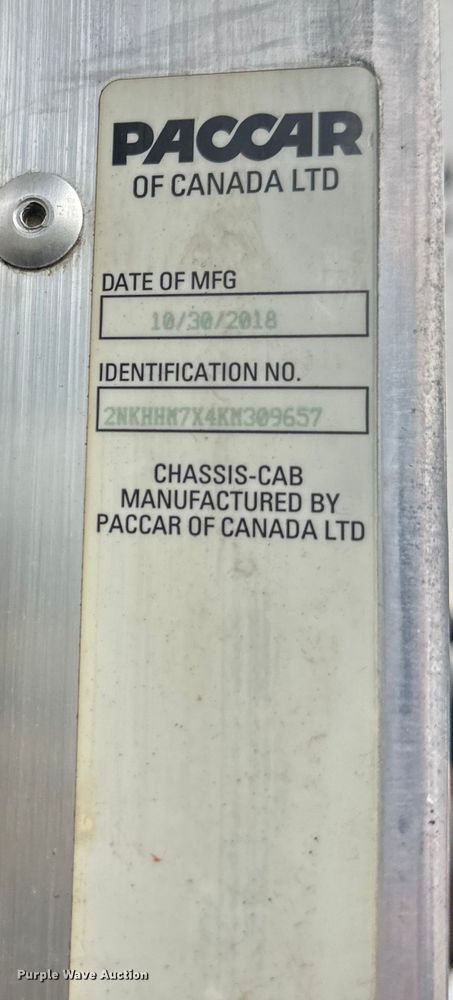 PACCAR
OF CANADA LTD
DATE OF MFG
10/30/2018
IDENTIFICATION NO.
2NKHHM7X4KM309657
CHASSIS-CAB
MANUFACTURED BY
PACCAR OF CANADA LTD
Purple Wave Auction